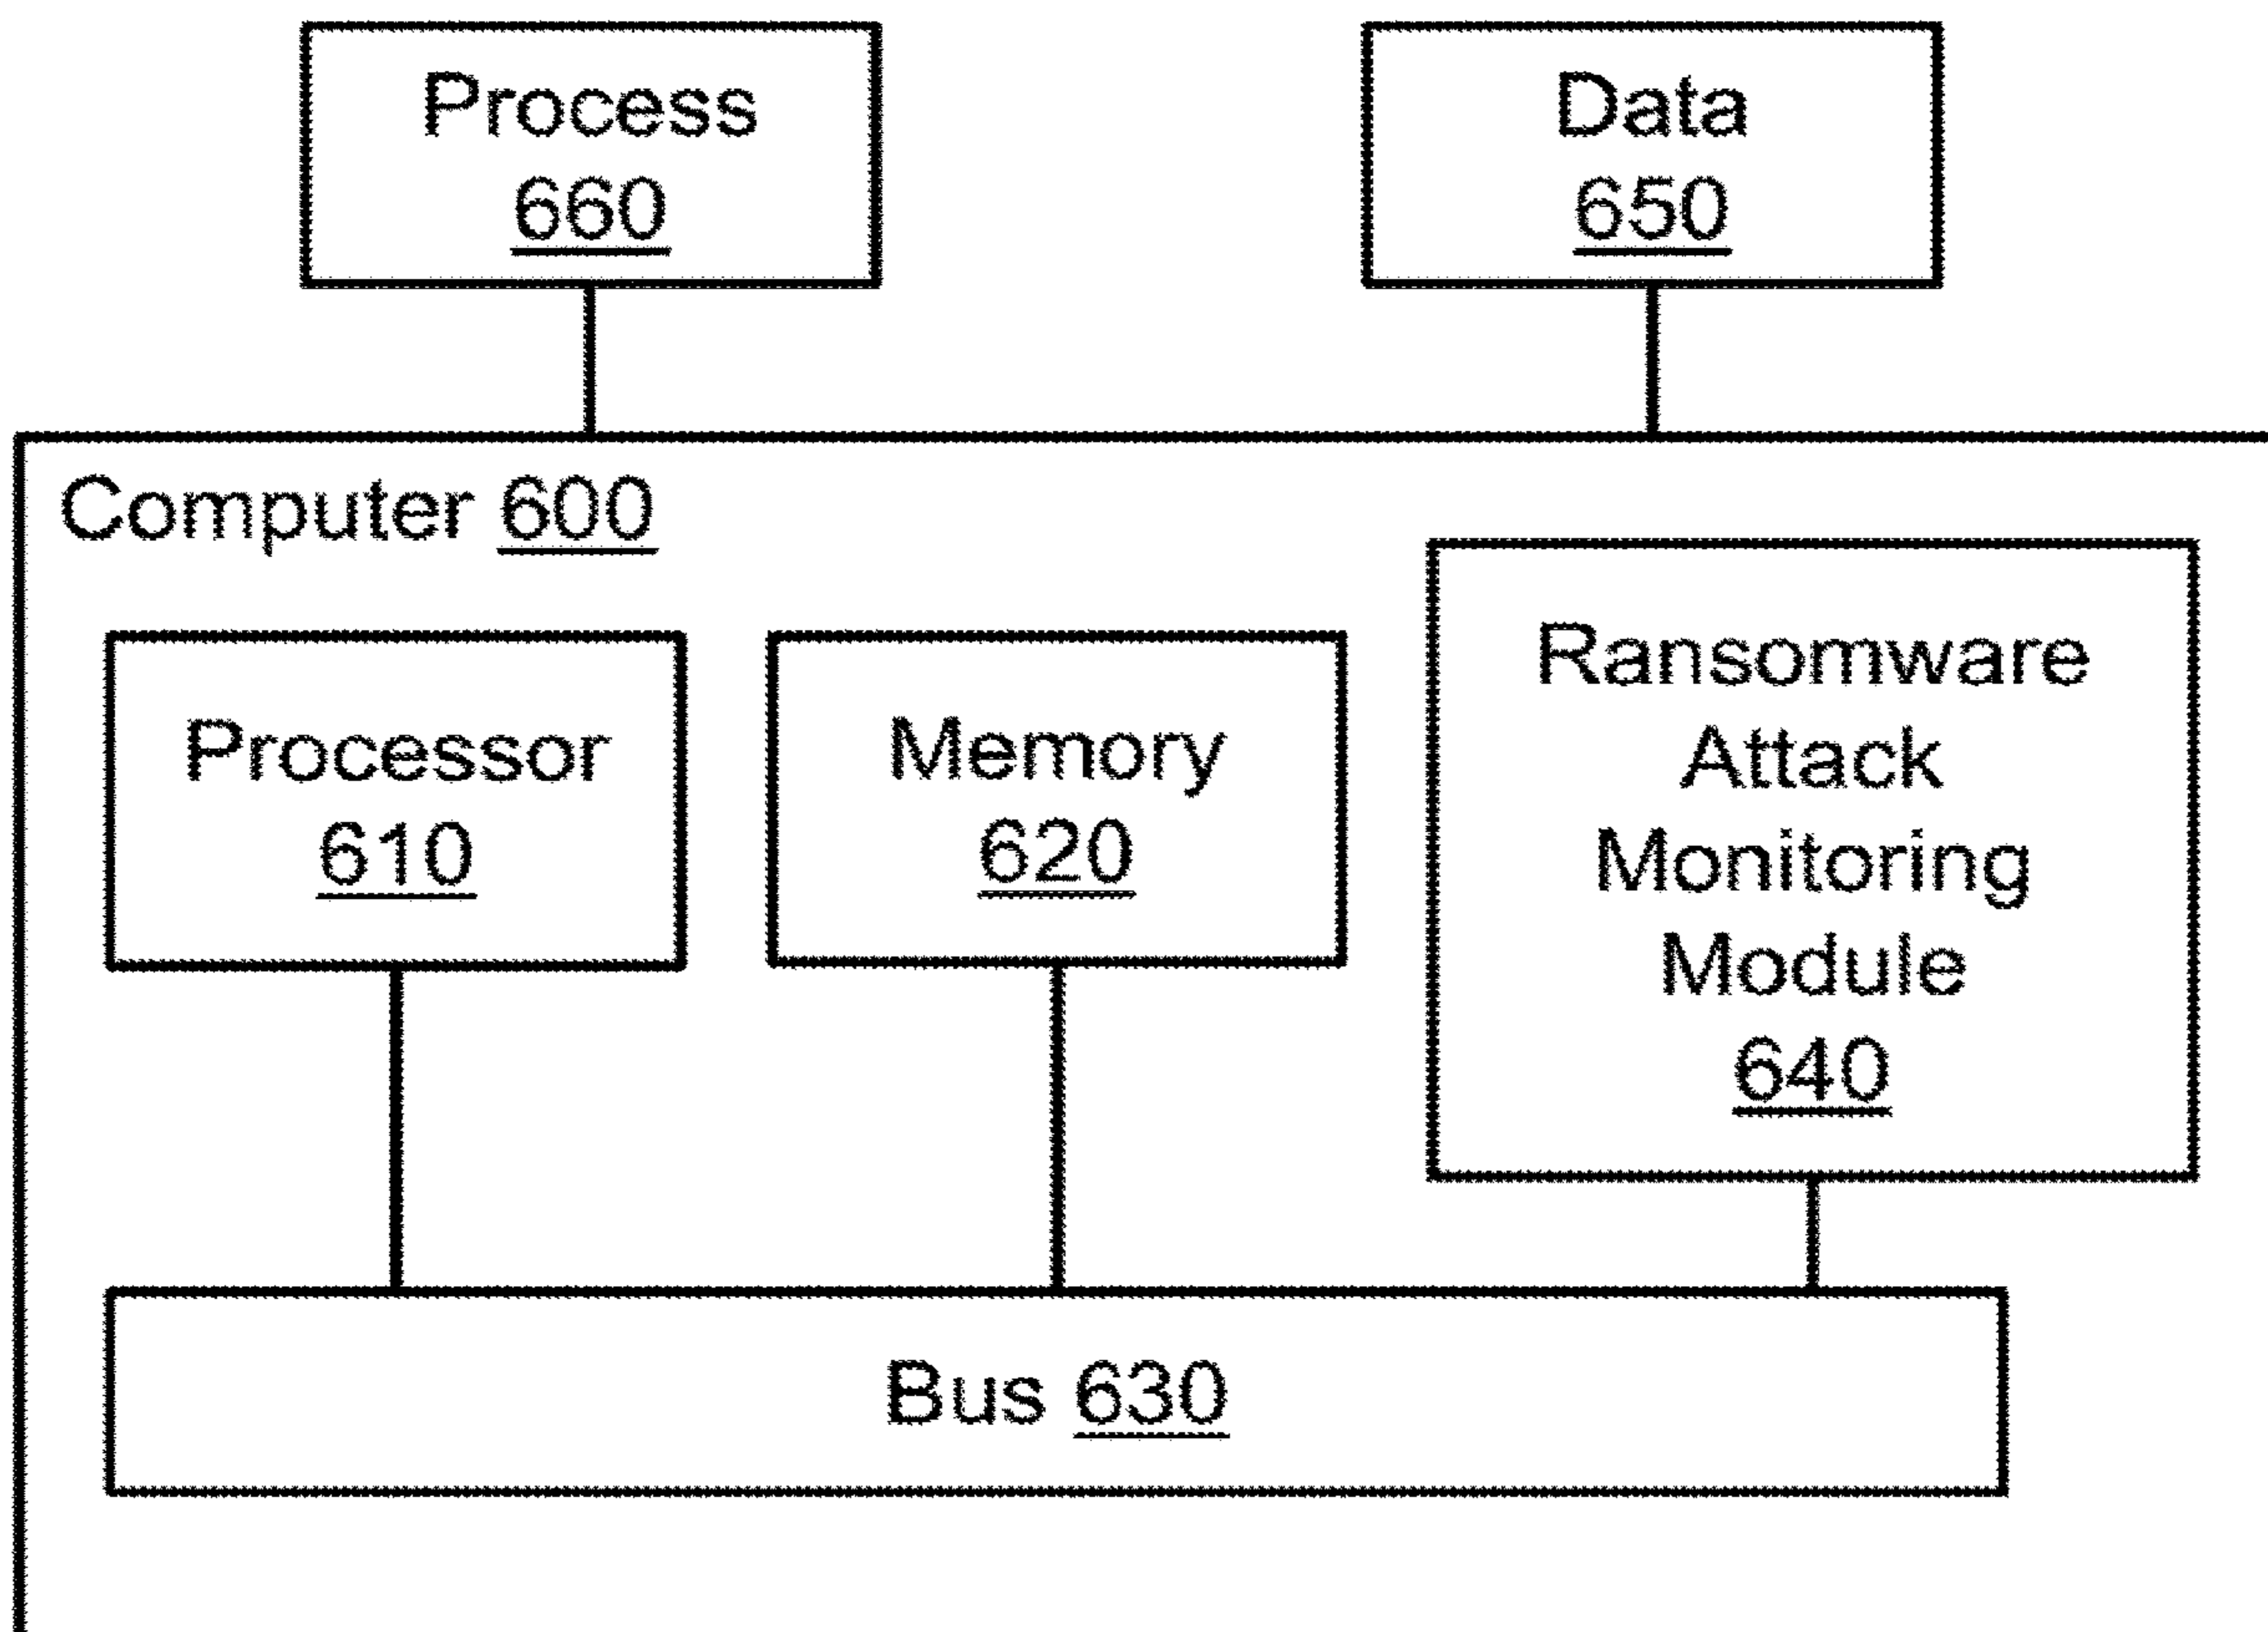 Process
660
Data
650
Computer 600
Processor
610
Memory
620
Ransomware
Attack
Monitoring
Module
640
Bus 630